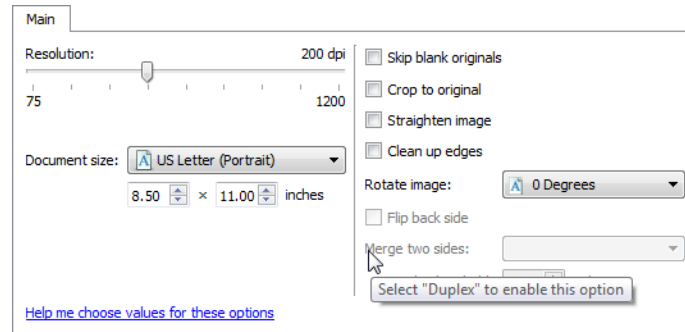 Main
Resolution: 200 dpi
75 1200
Document size: US Letter (Portrait)
8.50 × 11.00 inches
Help me choose values for these options
Skip blank originals
Crop to original
Straighten image
Clean up edges
Rotate image: 0 Degrees
Flip back side
Merge two sides:
Select "Duplex" to enable this option